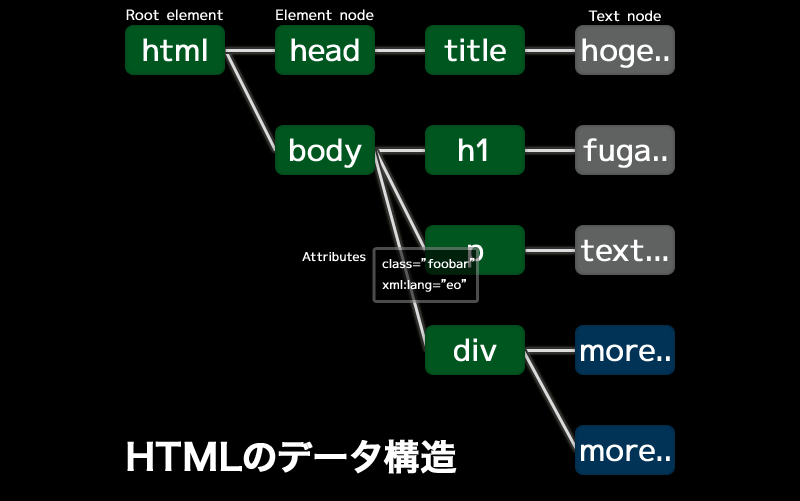 Root element
Element node
Text node
html
head
title
hoge..
body
h1
fuga..
p
text...
Attributes
class=”foobar”
xml:lang=”eo”
div
more..
more..
HTMLのデータ構造